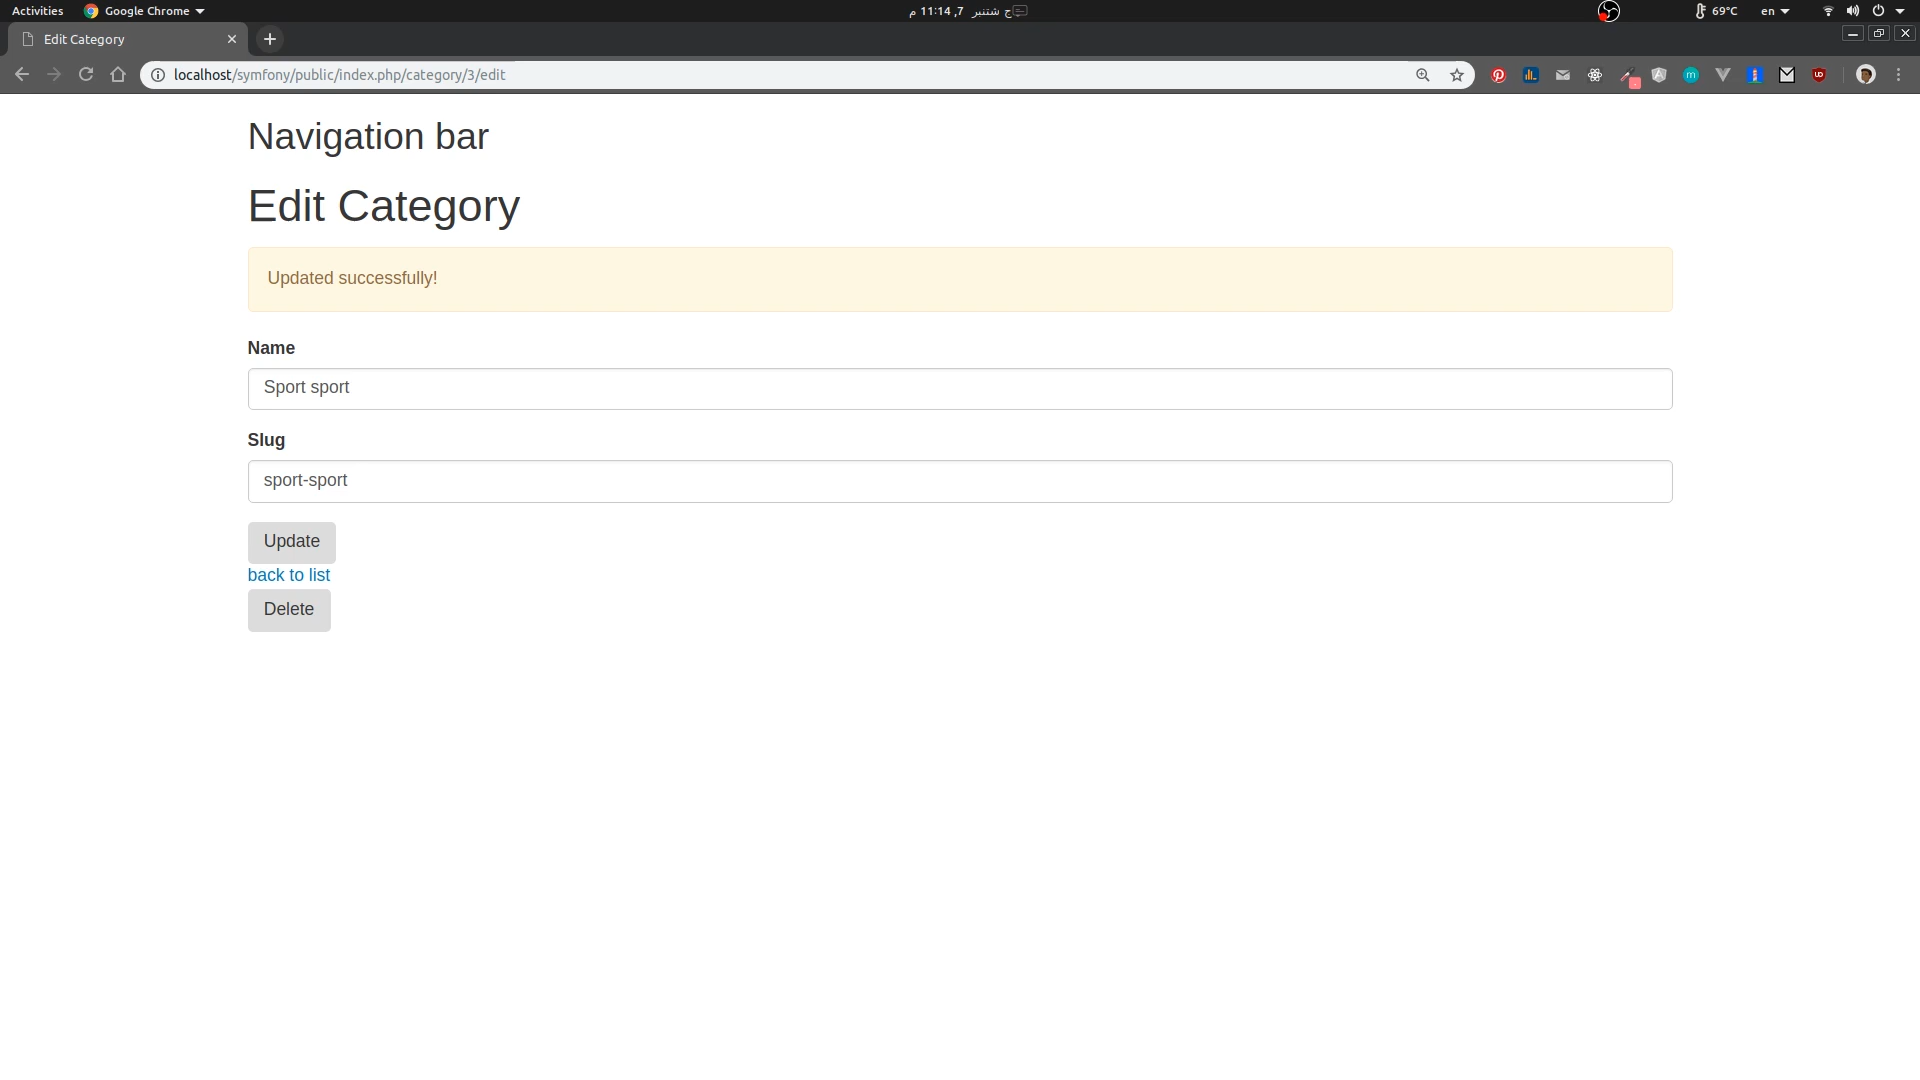 Activities Google Chrome ج شتنبر 7, 11:14 م 69°C en
Edit Category
localhost/symfony/public/index.php/category/3/edit
Navigation bar
Edit Category
Updated successfully!
Name
Sport sport
Slug
sport-sport
Update
back to list
Delete